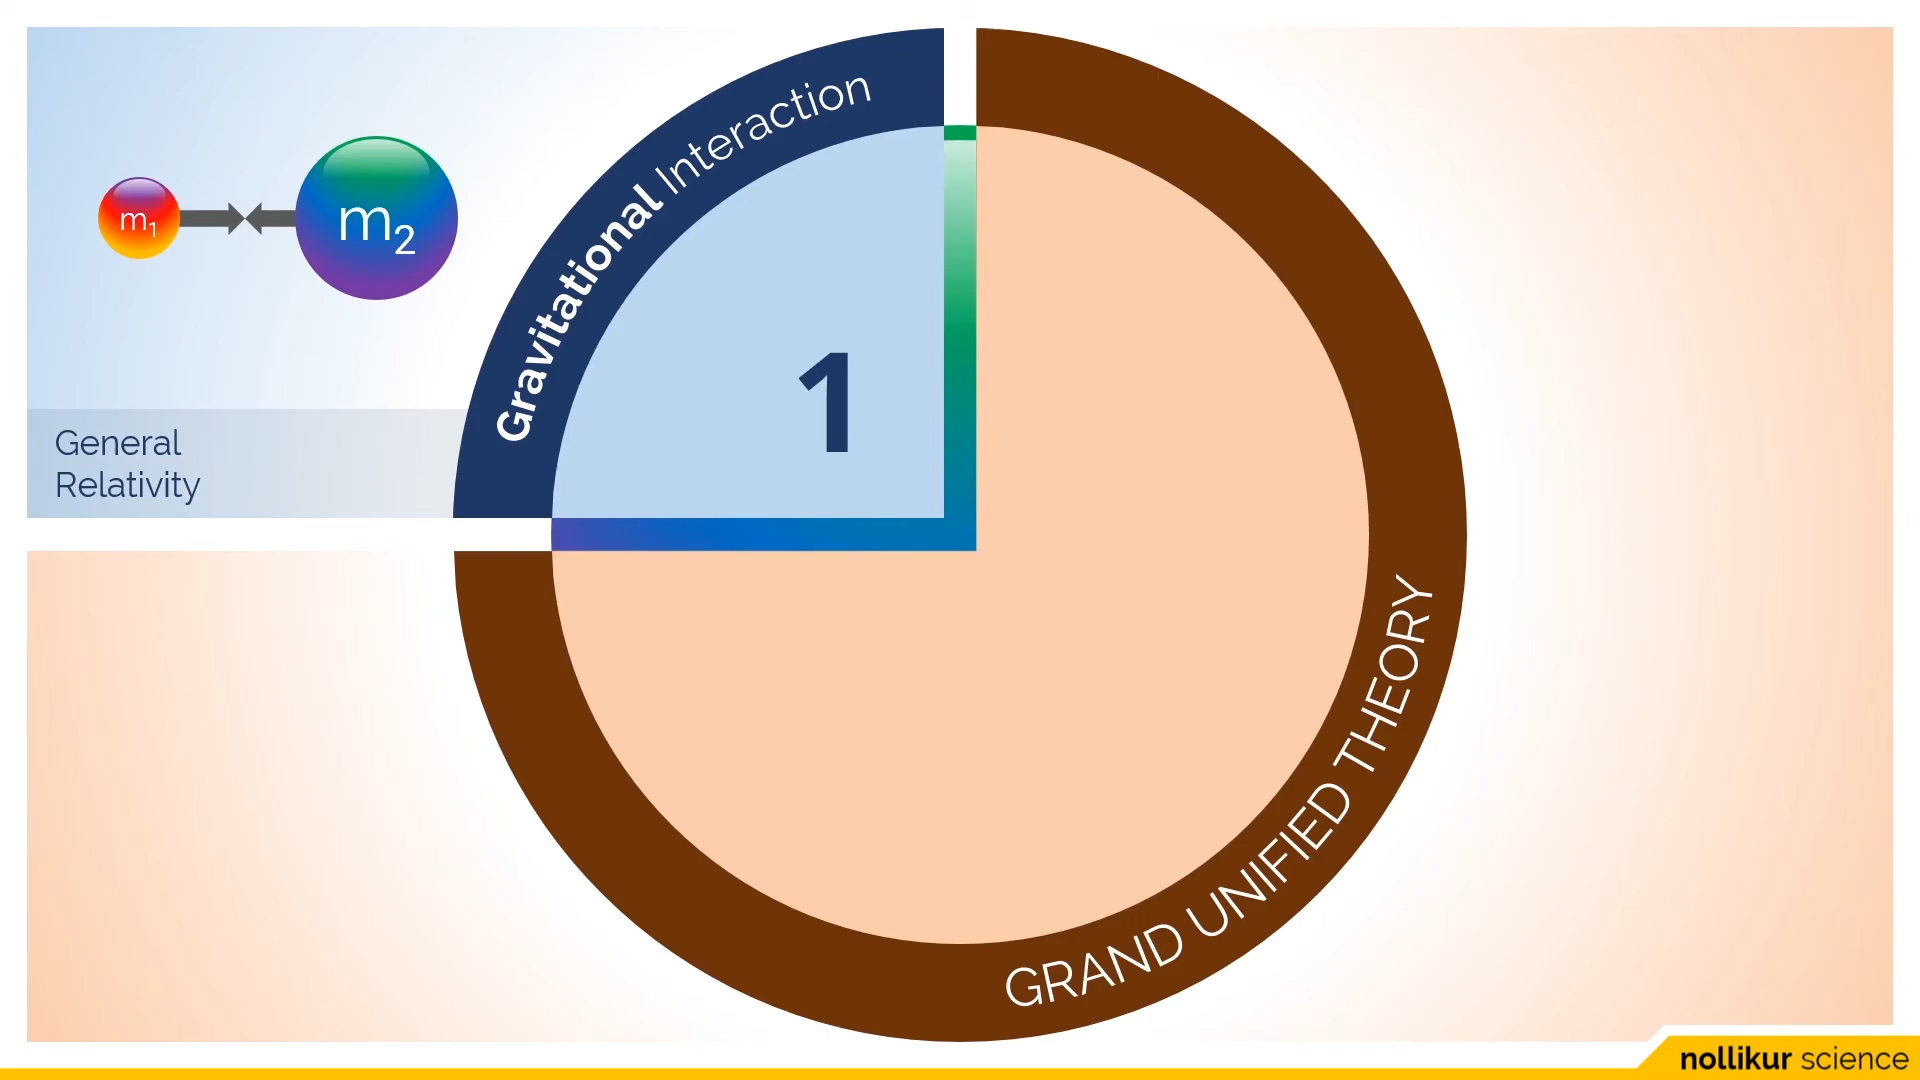 Gravitational Interaction
m₁
m₂
1
General
Relativity
GRAND UNIFIED THEORY
nollikur science